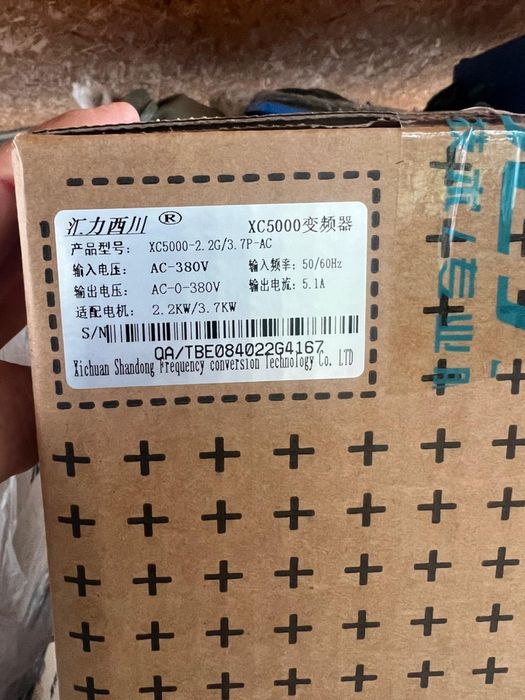 汇力西川 ® XC5000变频器
产品型号: XC5000-2.2G/3.7P-AC
输入电压: AC-380V 输入频率: 50/60Hz
输出电压: AC-0-380V 输出电流: 5.1A
适配电机: 2.2KW/3.7KW
S/N
QA/TBE084022G4167
Xichuan Shandong Frequency conversion Technology Co. LTD
专业